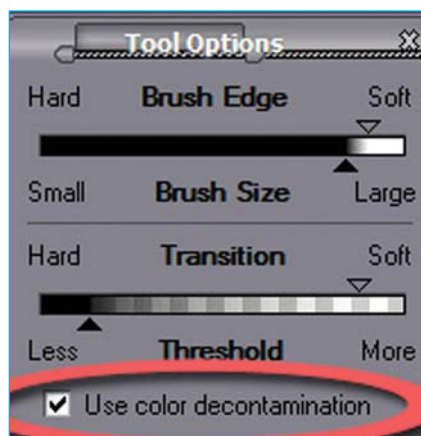 Tool Options
Hard Brush Edge Soft
Small Brush Size Large
Hard Transition Soft
Less Threshold More
Use color decontamination